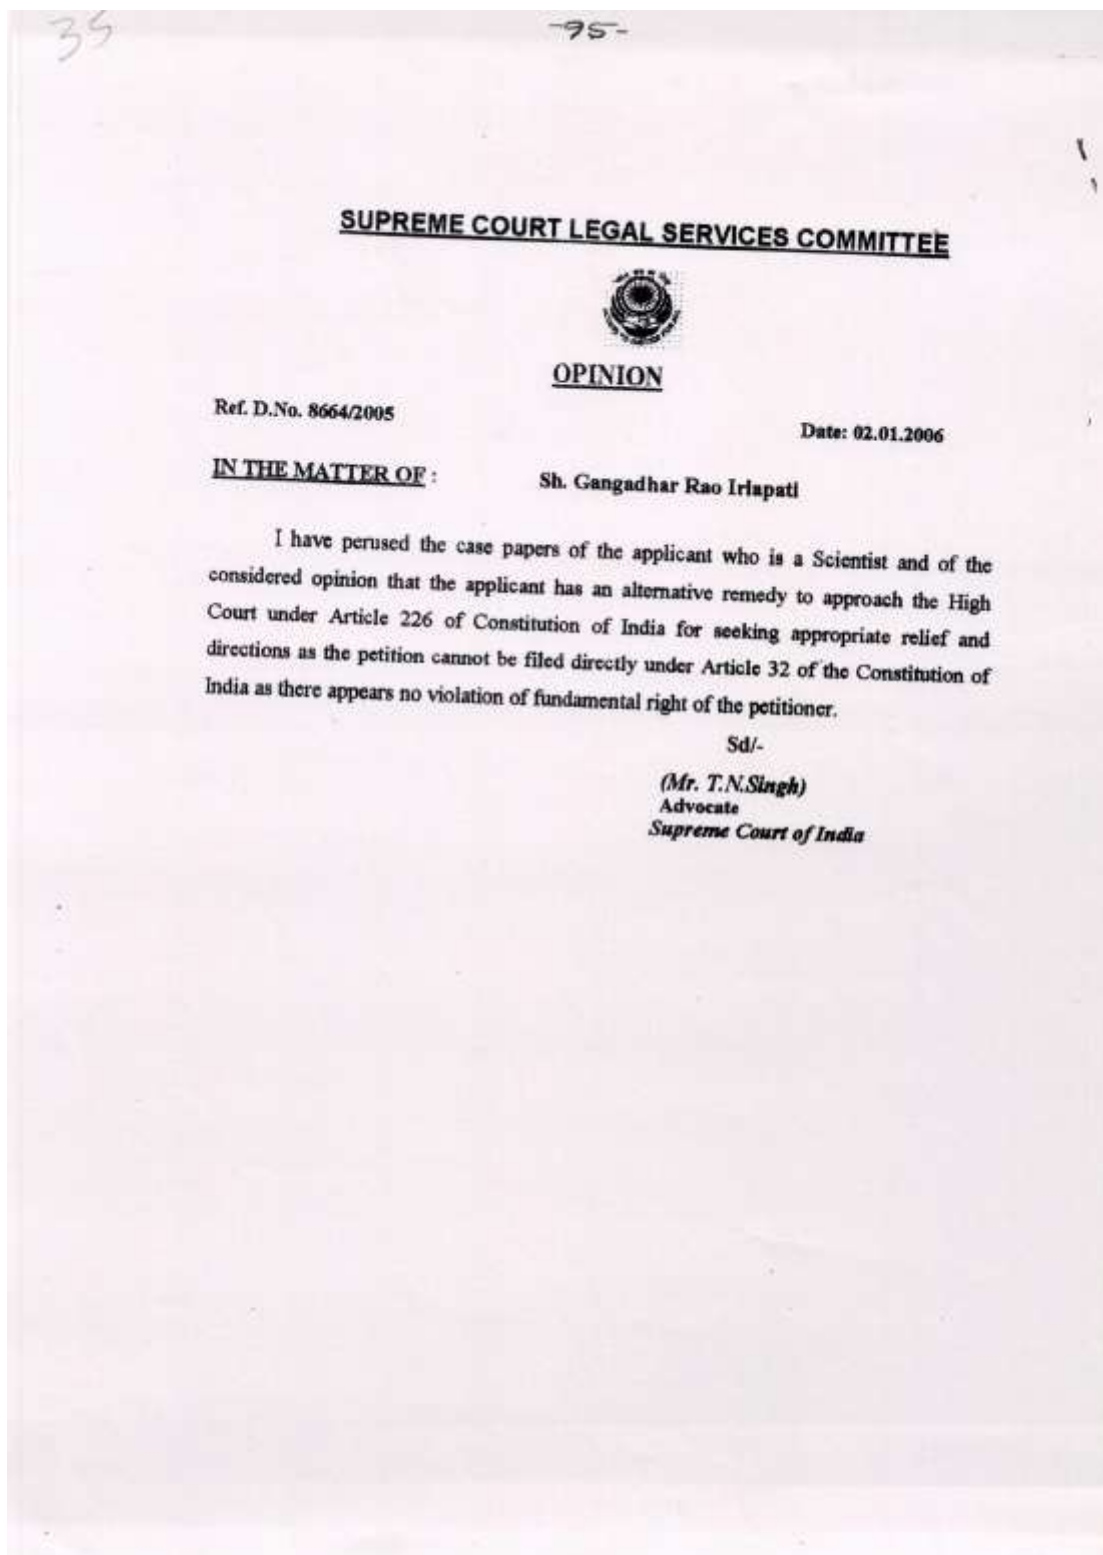 35
-95-
SUPREME COURT LEGAL SERVICES COMMITTEE
OPINION
Ref. D.No. 8664/2005
Date: 02.01.2006
IN THE MATTER OF : Sh. Gangadhar Rao Irlapati
I have perused the case papers of the applicant who is a Scientist and of the
considered opinion that the applicant has an alternative remedy to approach the High
Court under Article 226 of Constitution of India for seeking appropriate relief and
directions as the petition cannot be filed directly under Article 32 of the Constitution of
India as there appears no violation of fundamental right of the petitioner.
Sd/-
(Mr. T.N.Singh)
Advocate
Supreme Court of India